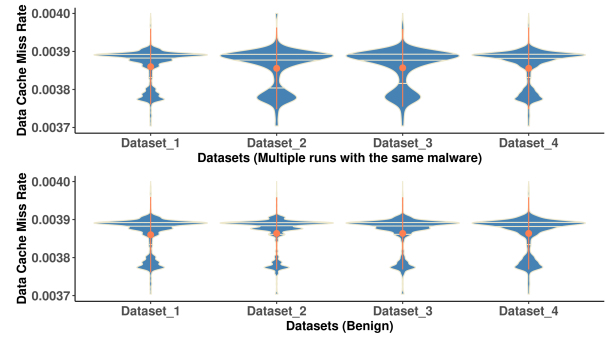 Data Cache Miss Rate
0.0040
0.0039
0.0038
0.0037
Dataset_1 Dataset_2 Dataset_3 Dataset_4
Datasets (Multiple runs with the same malware)
Data Cache Miss Rate
0.0040
0.0039
0.0038
0.0037
Dataset_1 Dataset_2 Dataset_3 Dataset_4
Datasets (Benign)